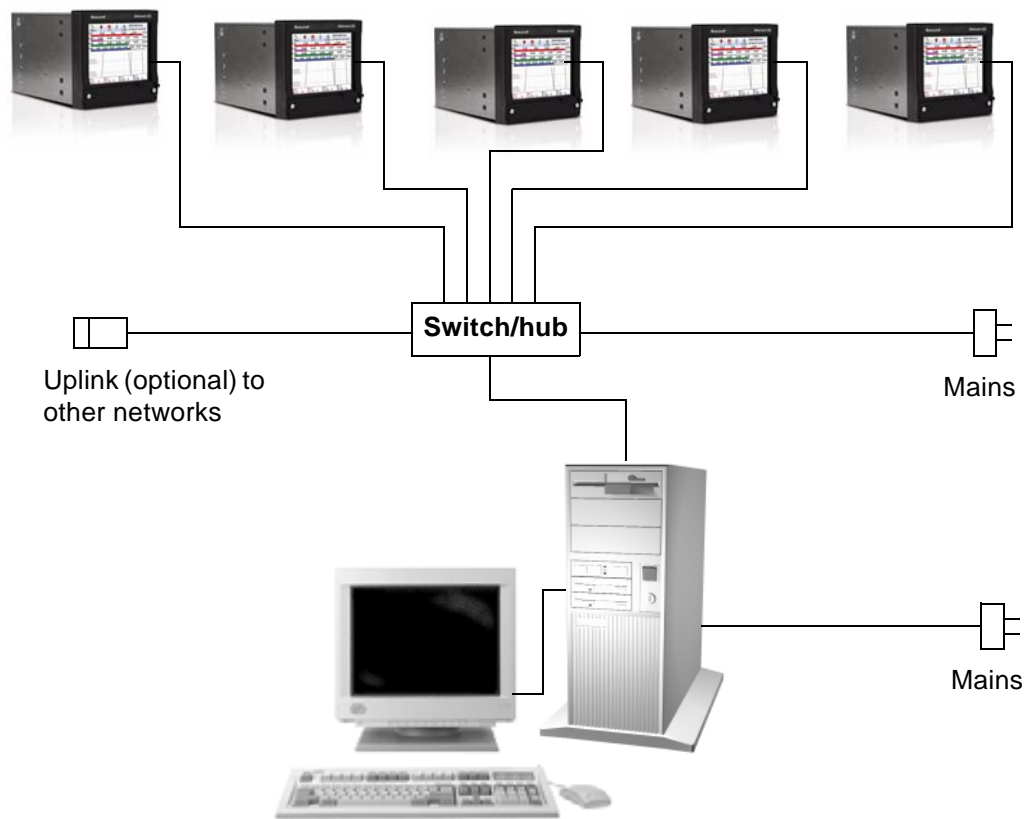 Switch/hub
Uplink (optional) to
other networks
Mains
Mains